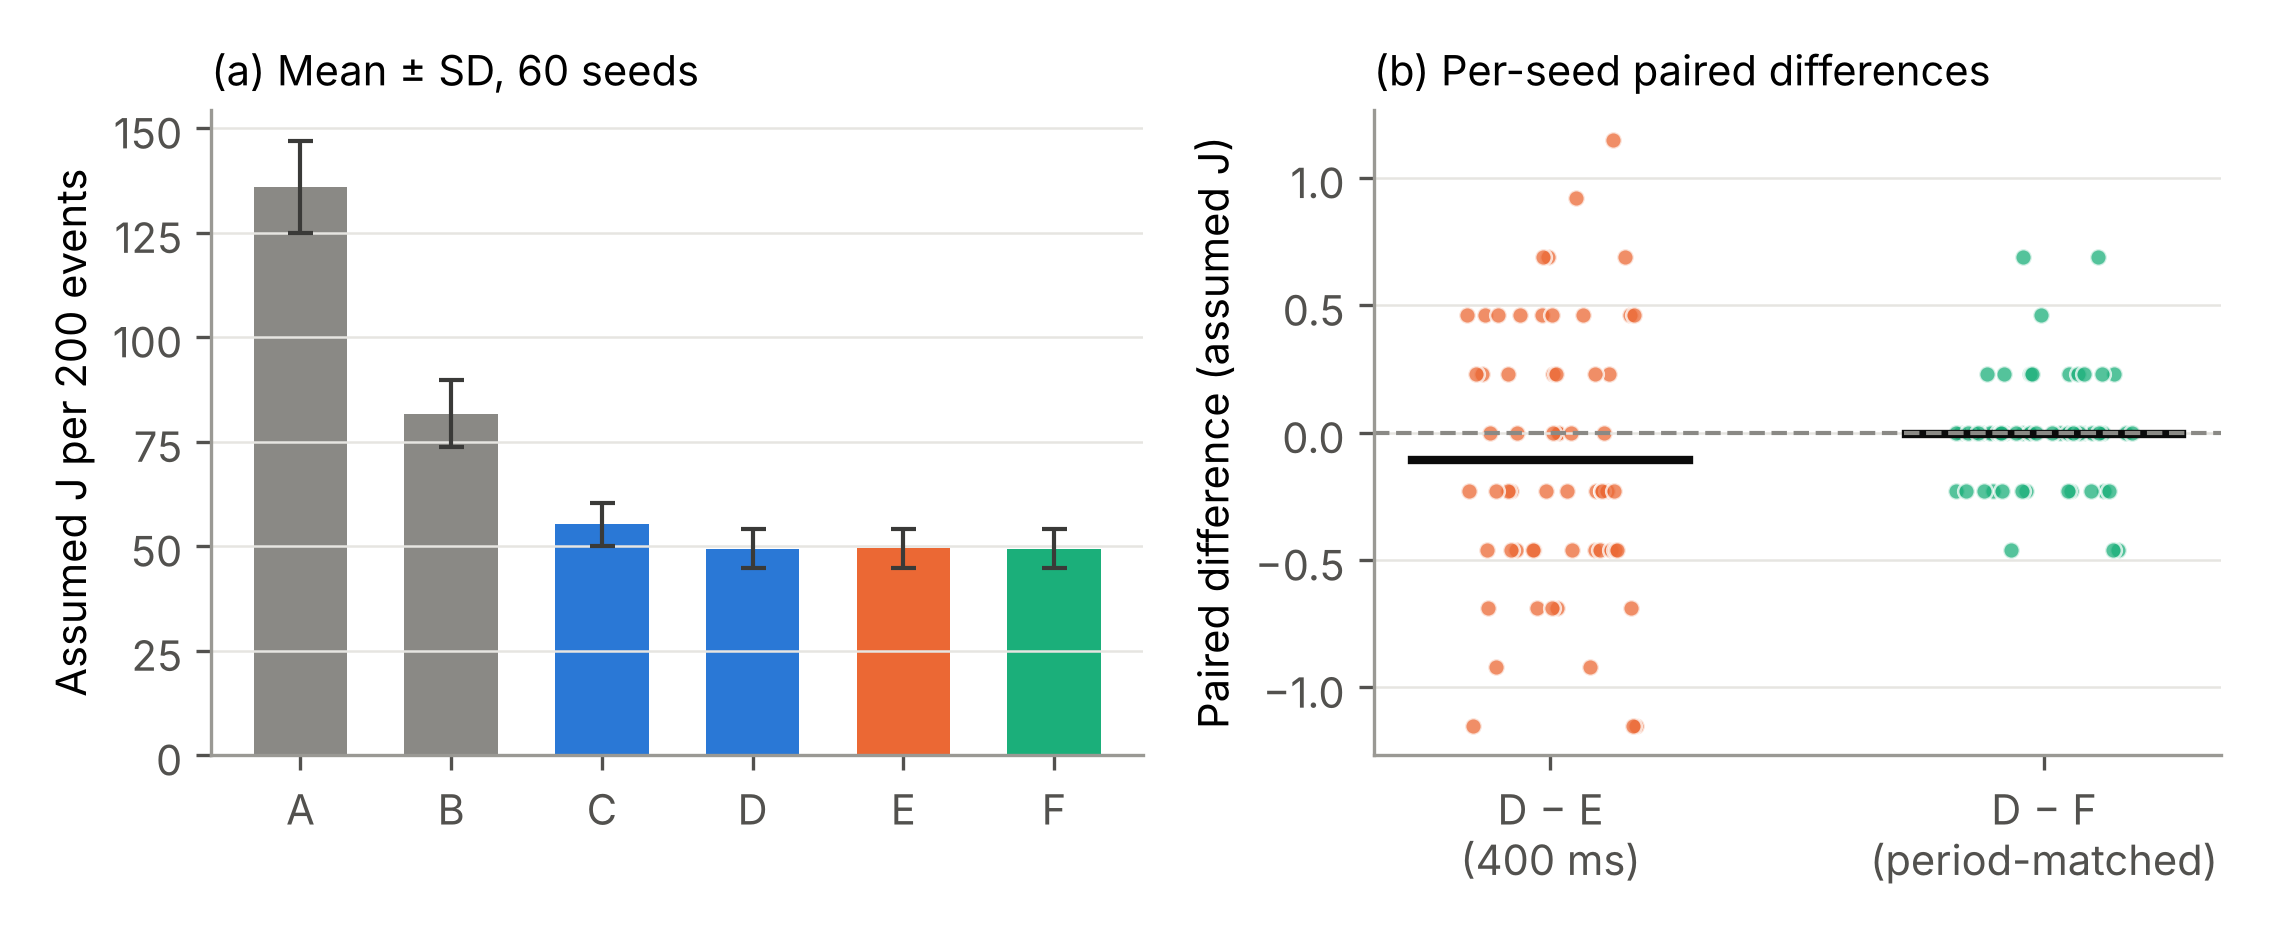 (a) Mean ± SD, 60 seeds
Assumed J per 200 events
150
125
100
75
50
25
0
A B C D E F
(b) Per-seed paired differences
Paired difference (assumed J)
1.0
0.5
0.0
−0.5
−1.0
D − E
(400 ms)
D − F
(period-matched)